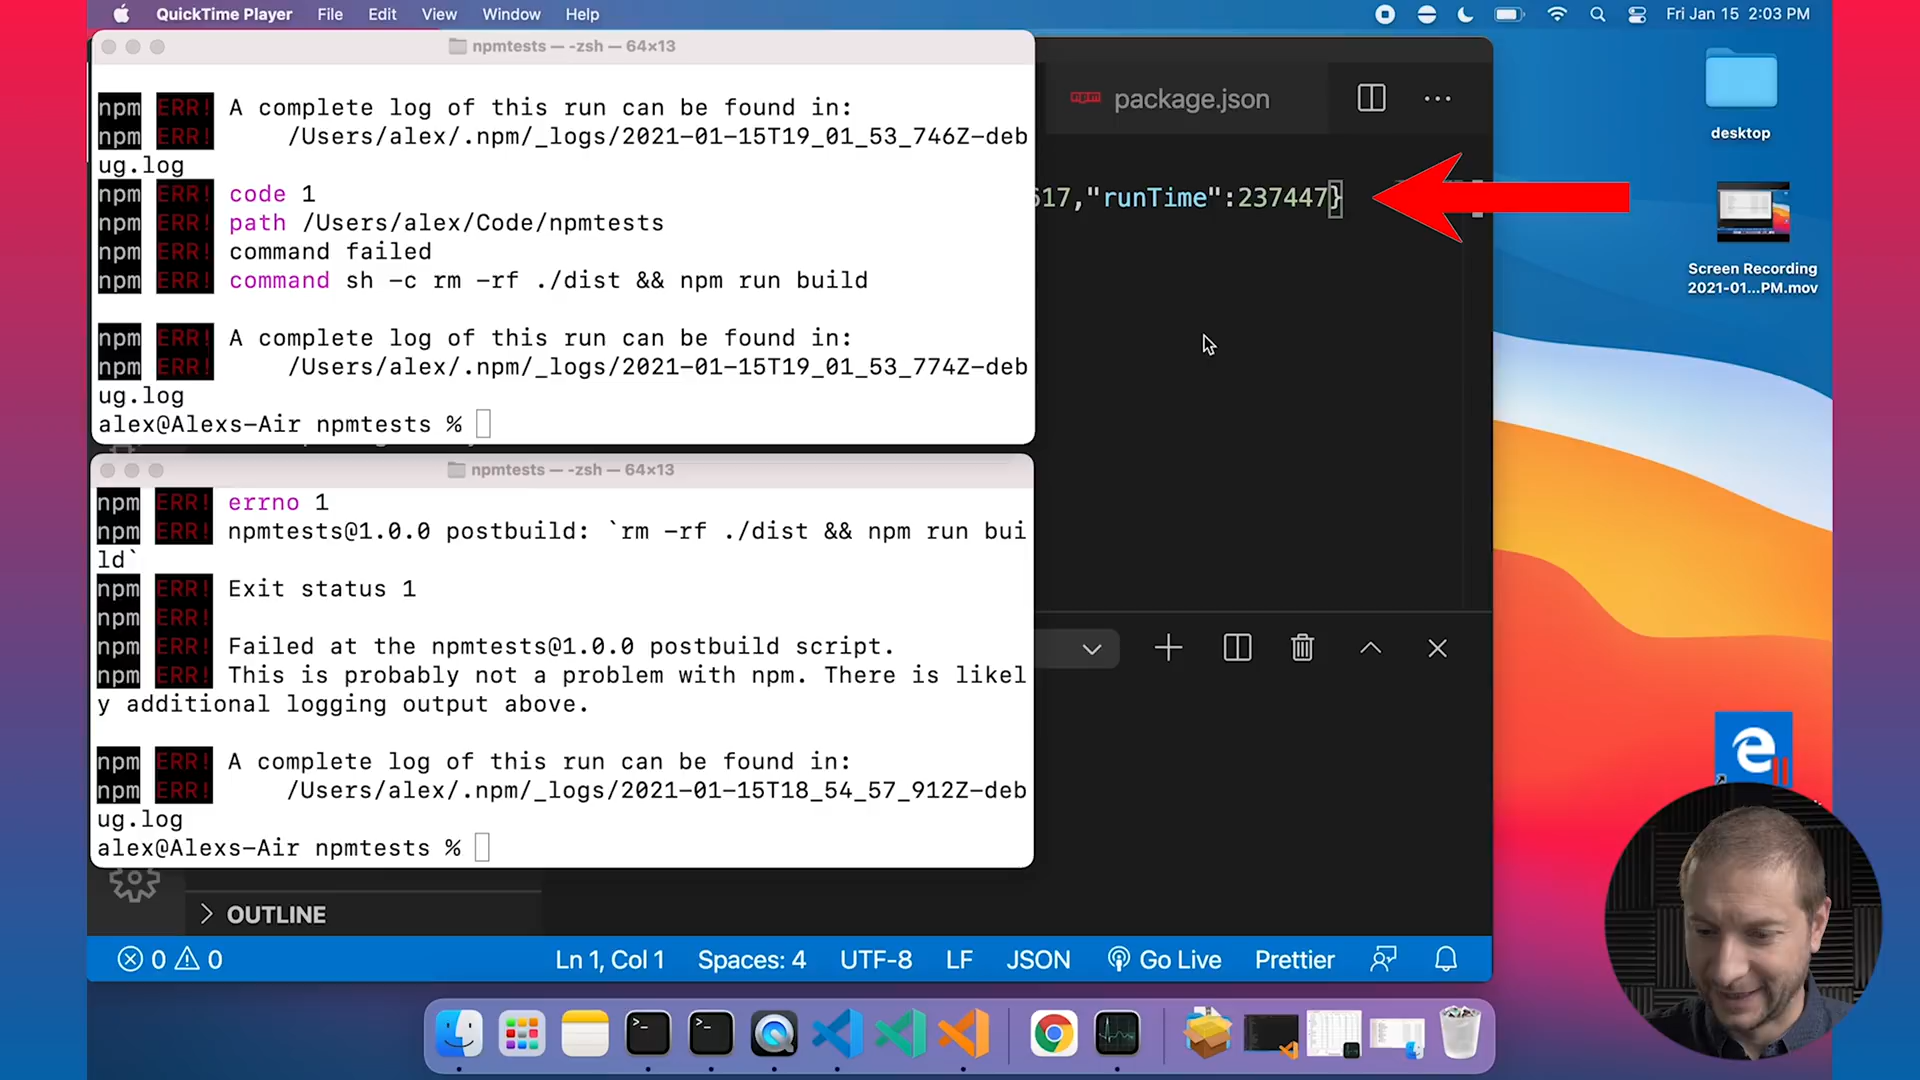 QuickTime Player File Edit View Window Help Fri Jan 15 2:03 PM
npmtests — -zsh — 64×13
npm ERR! A complete log of this run can be found in:
npm ERR!     /Users/alex/.npm/_logs/2021-01-15T19_01_53_746Z-deb
ug.log
npm ERR! code 1
npm ERR! path /Users/alex/Code/npmtests
npm ERR! command failed
npm ERR! command sh -c rm -rf ./dist && npm run build
npm ERR! A complete log of this run can be found in:
npm ERR!     /Users/alex/.npm/_logs/2021-01-15T19_01_53_774Z-deb
ug.log
alex@Alexs-Air npmtests %
npm package.json ...
617,"runTime":237447}
desktop
Screen Recording
2021-01...PM.mov
npmtests — -zsh — 64×13
npm ERR! errno 1
npm ERR! npmtests@1.0.0 postbuild: `rm -rf ./dist && npm run bui
ld`
npm ERR! Exit status 1
npm ERR!
npm ERR! Failed at the npmtests@1.0.0 postbuild script.
npm ERR! This is probably not a problem with npm. There is likel
y additional logging output above.
npm ERR! A complete log of this run can be found in:
npm ERR!     /Users/alex/.npm/_logs/2021-01-15T18_54_57_912Z-deb
ug.log
alex@Alexs-Air npmtests %
OUTLINE
0 0 Ln 1, Col 1 Spaces: 4 UTF-8 LF JSON Go Live Prettier